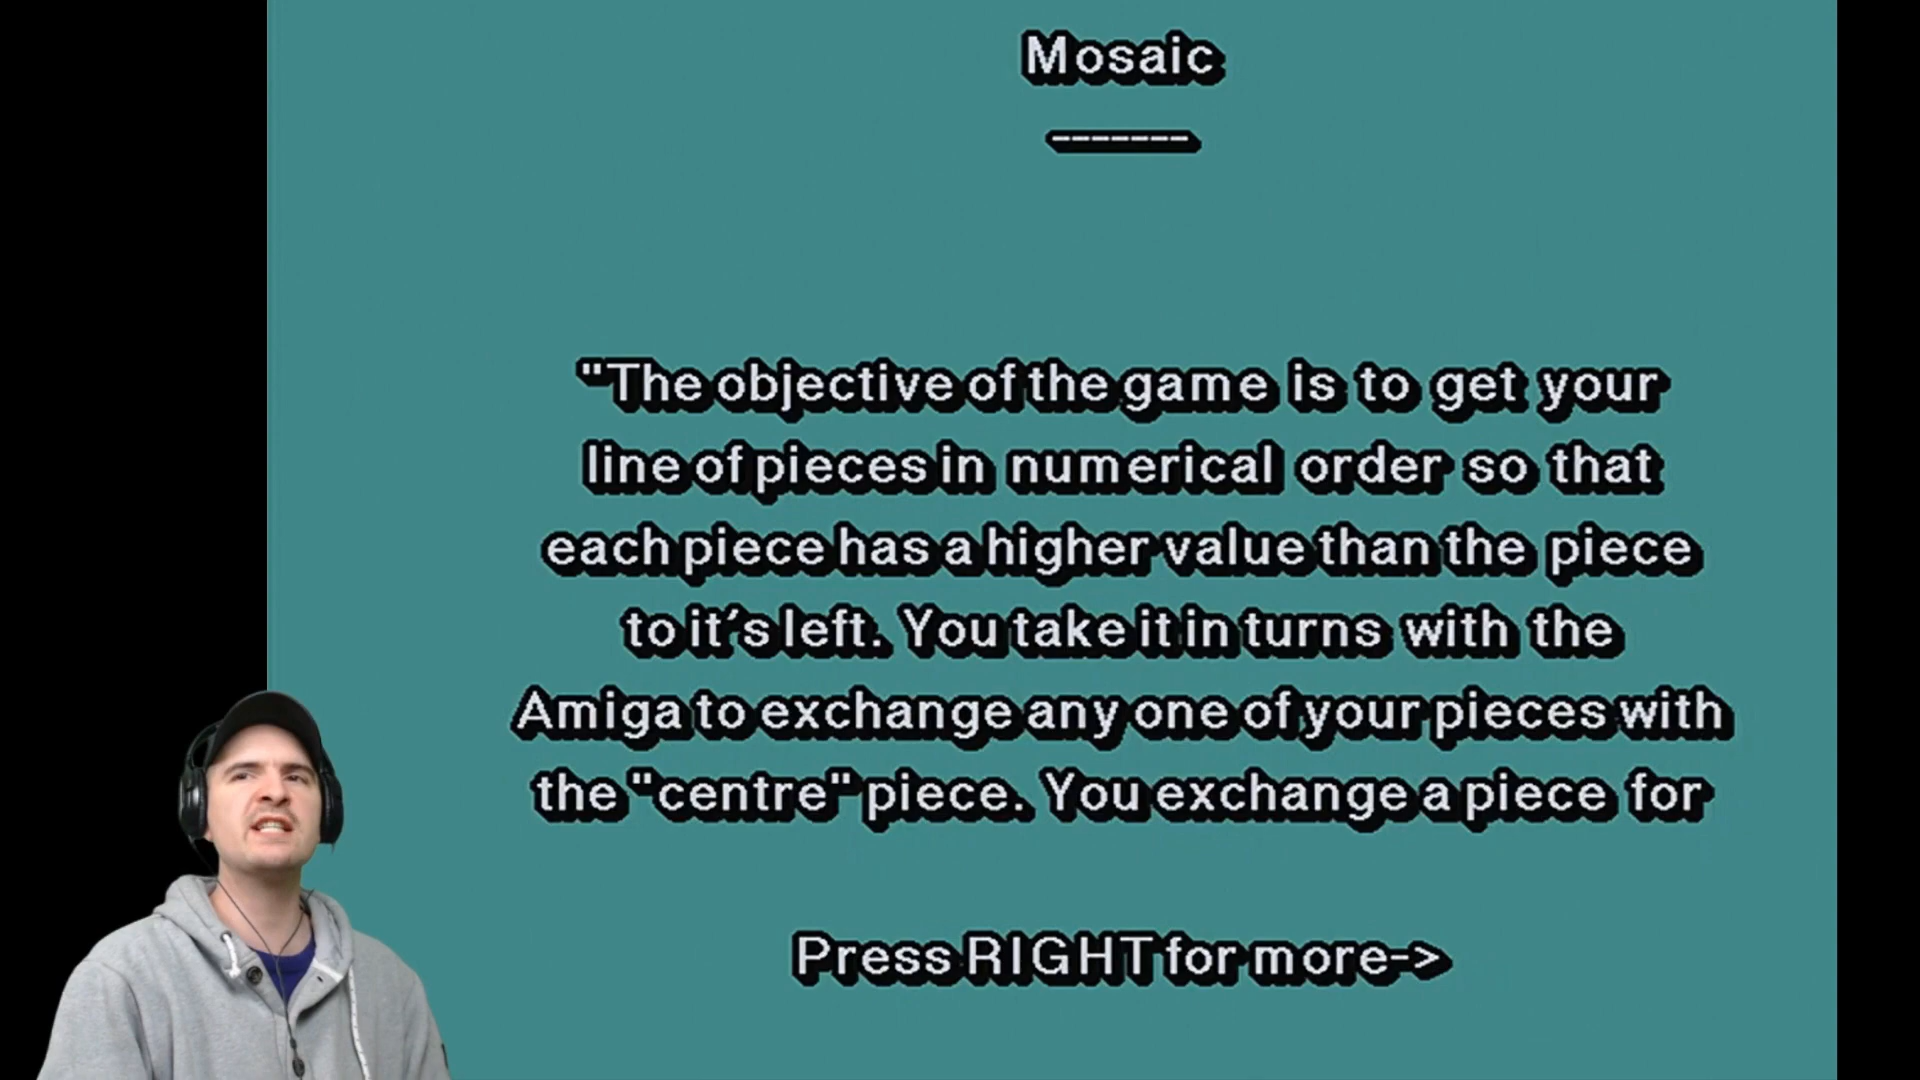 Mosaic
-------
"The objective of the game is to get your
line of pieces in numerical order so that
each piece has a higher value than the piece
to it's left. You take it in turns with the
Amiga to exchange any one of your pieces with
the "centre" piece. You exchange a piece for
Press RIGHT for more->